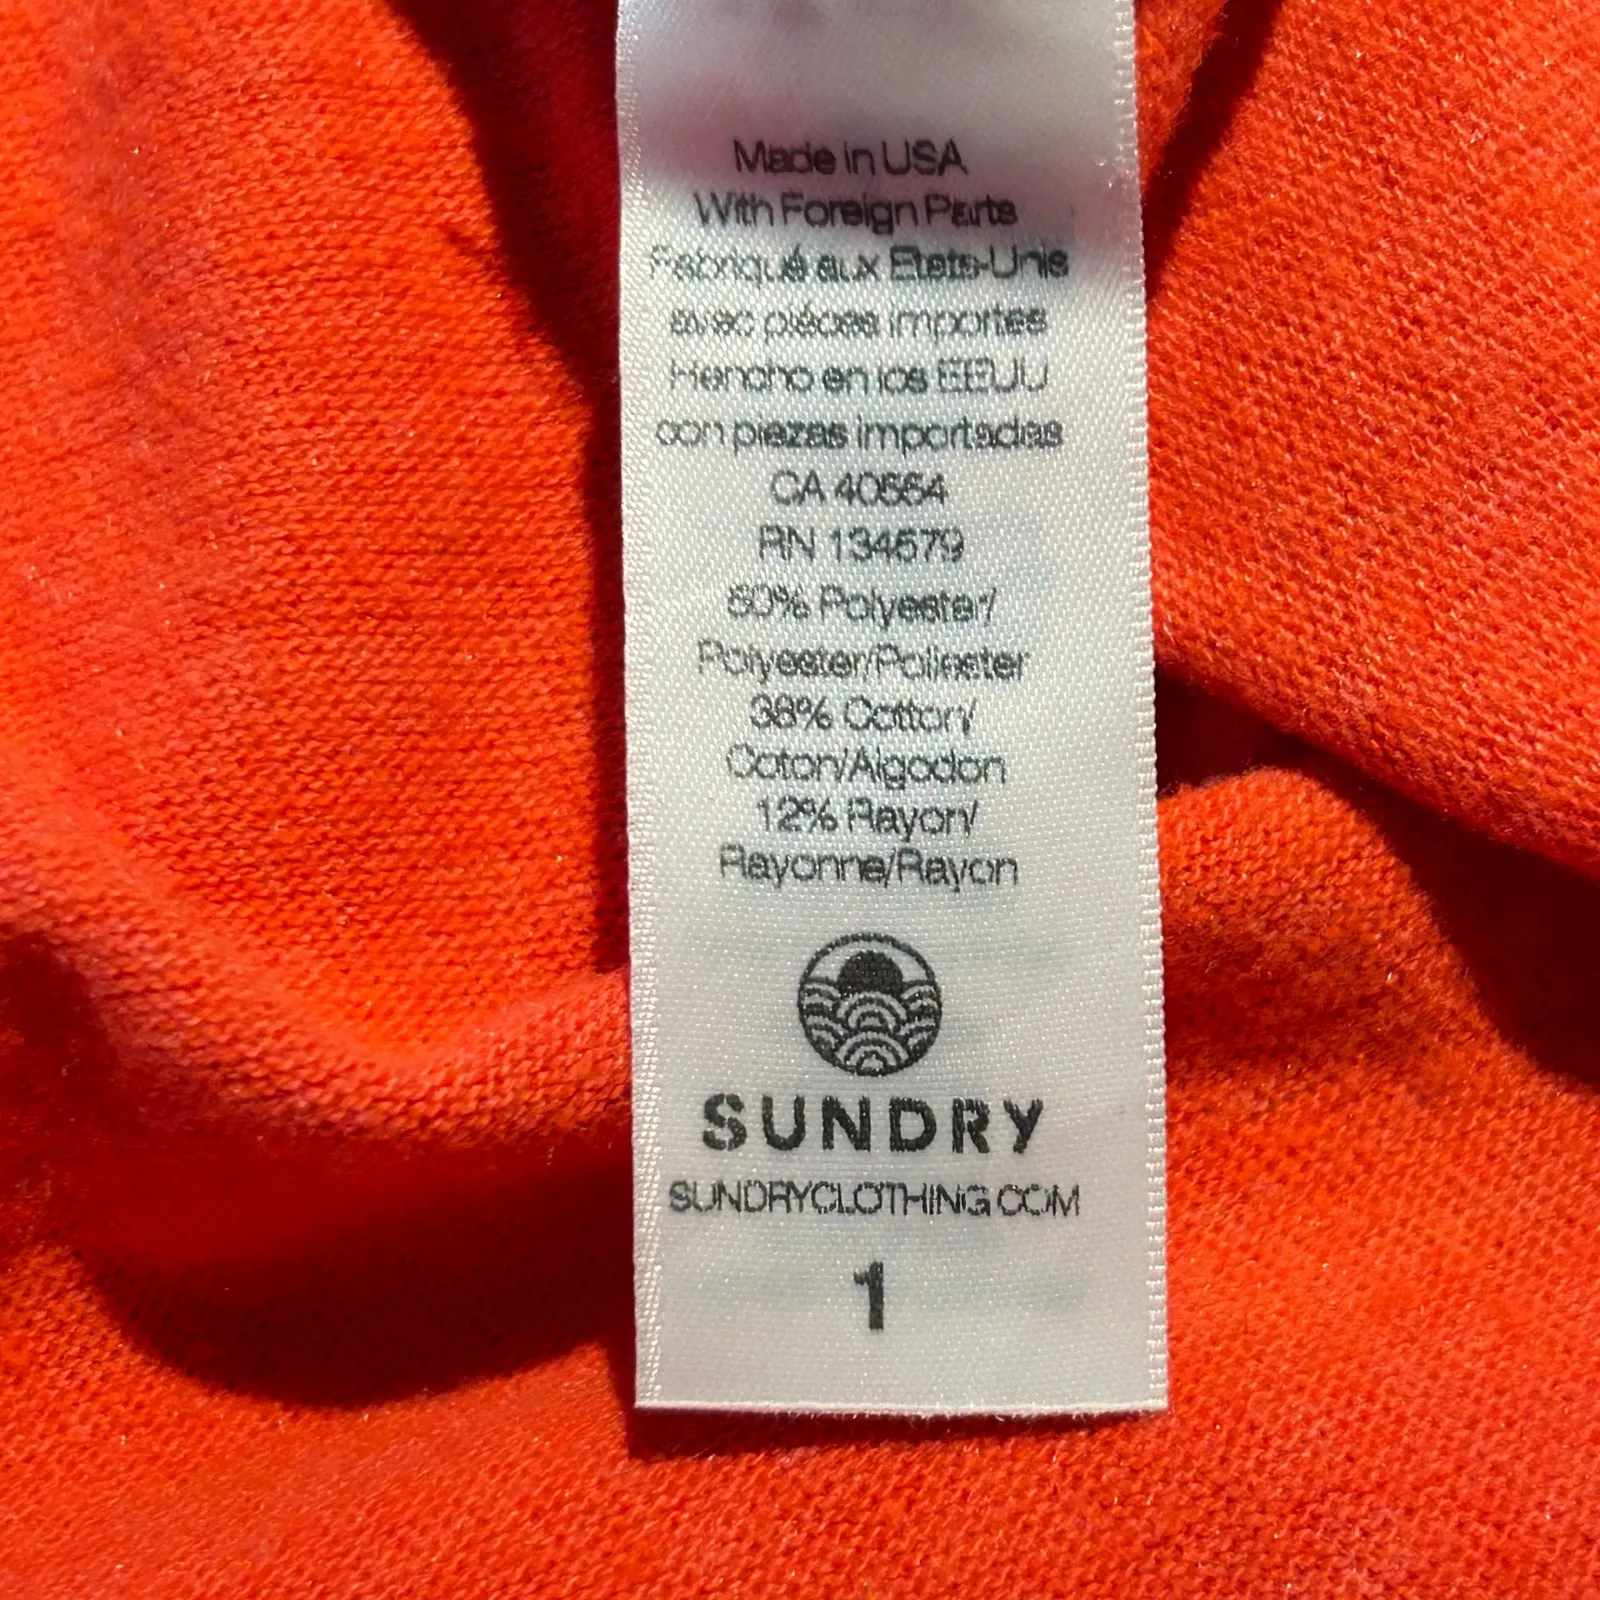 Made in USA
With Foreign Parts
Fabriqué aux Etats-Unis
avec pièces importes
Hencho en los EEUU
con piezas importadas
CA 40554
RN 134579
50% Polyester/
Polyester/Poliester
38% Cotton/
Coton/Algodon
12% Rayon/
Rayonne/Rayon
SUNDRY
SUNDRYCLOTHING.COM
1